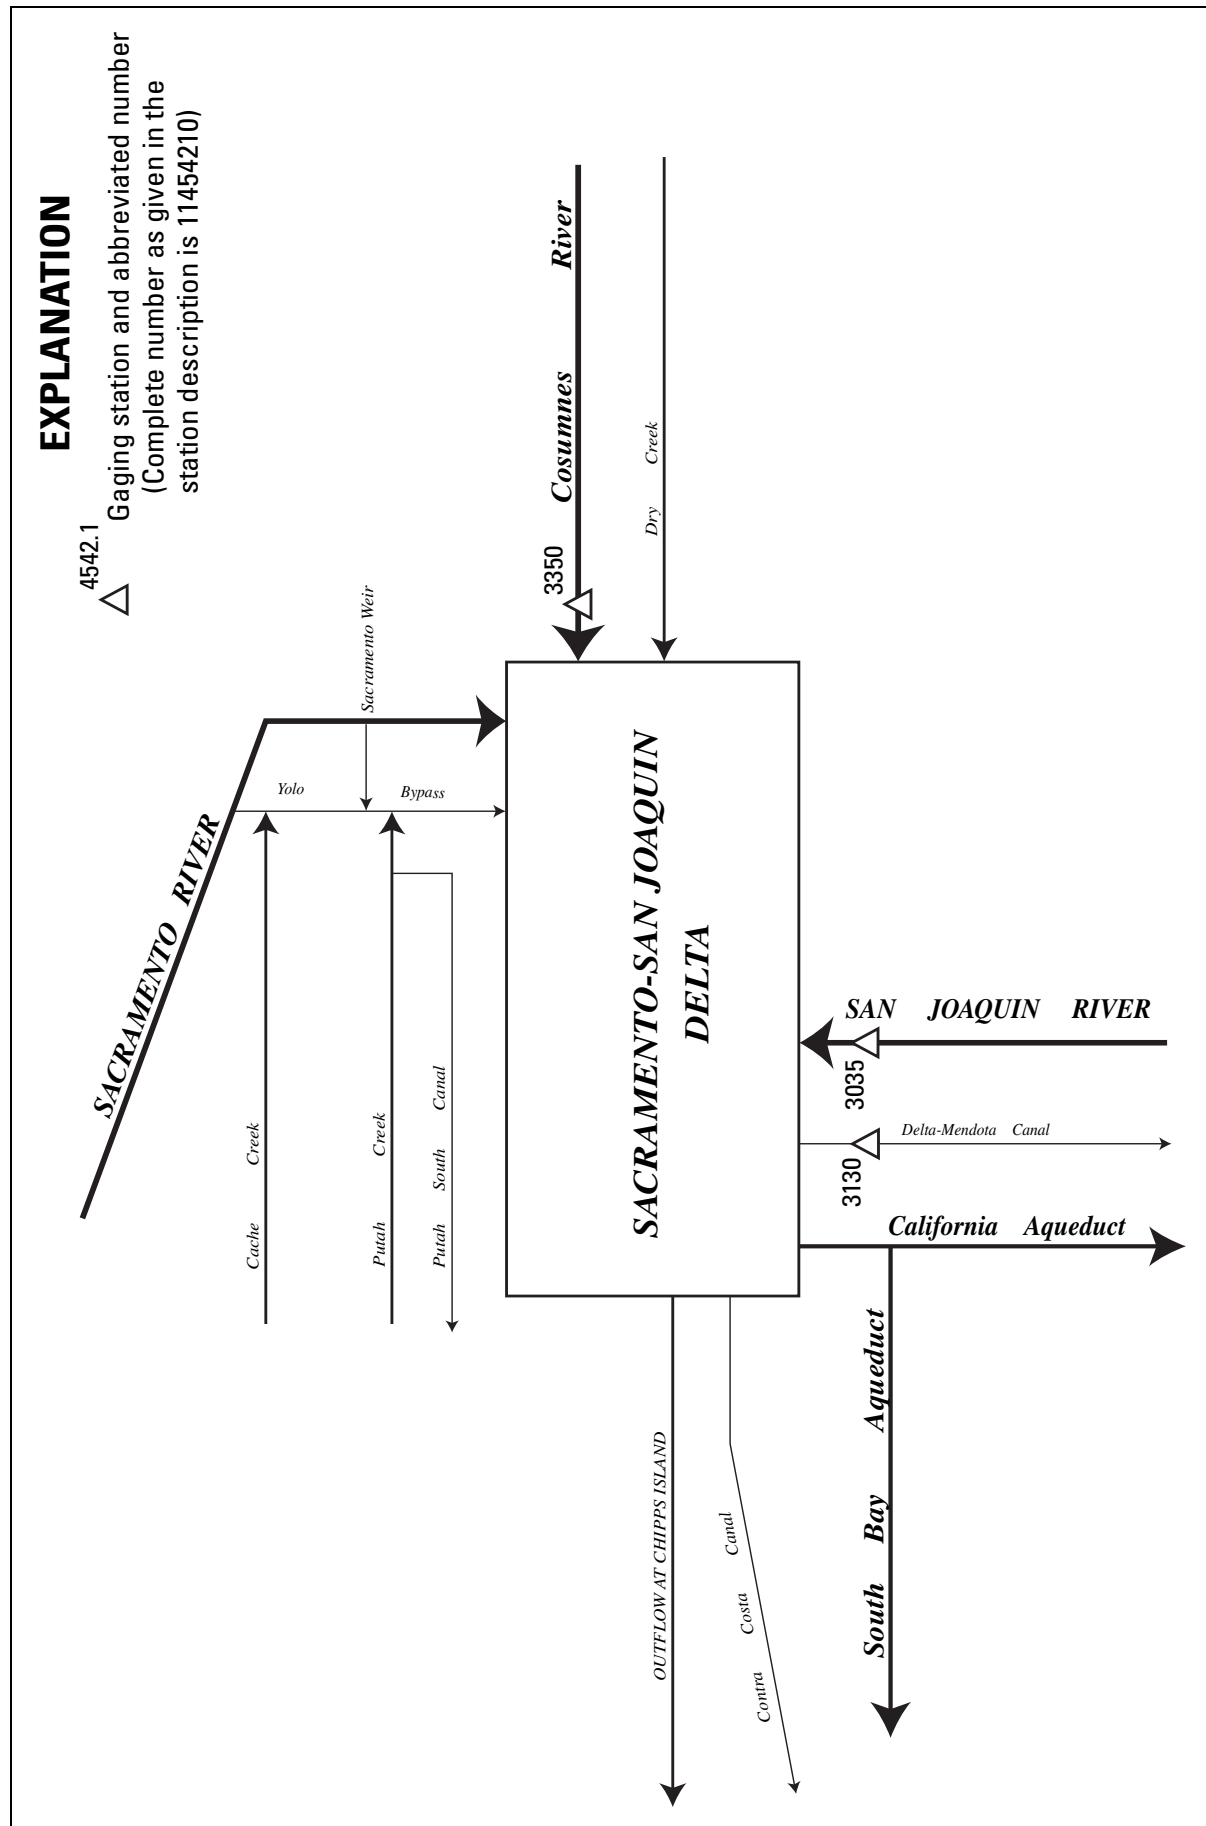 EXPLANATION
4542.1
Gaging station and abbreviated number
(Complete number as given in the
station description is 11454210)
SACRAMENTO RIVER
Cache Creek
Yolo Bypass
Sacramento Weir
Putah Creek
Putah South Canal
3350
Cosumnes River
Dry Creek
SACRAMENTO-SAN JOAQUIN
DELTA
OUTFLOW AT CHIPPS ISLAND
Contra Costa Canal
SAN JOAQUIN RIVER
3035
Delta-Mendota Canal
3130
California Aqueduct
South Bay Aqueduct